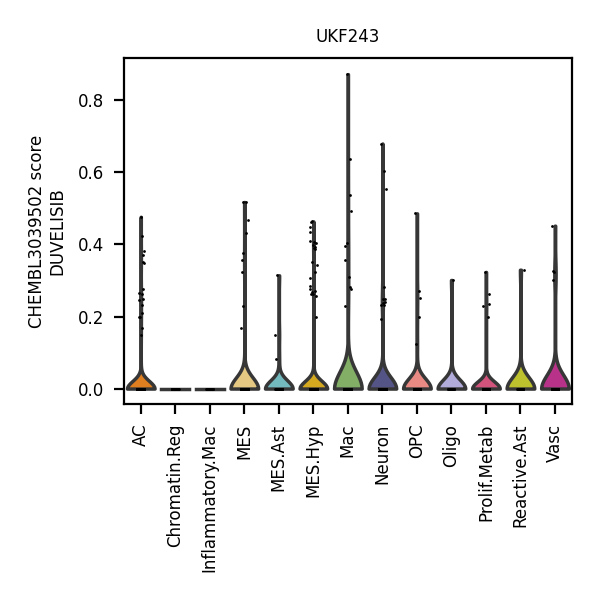 UKF243
CHEMBL3039502 score
DUVELISIB
0.8
0.6
0.4
0.2
0.0
AC
Chromatin.Reg
Inflammatory.Mac
MES
MES.Ast
MES.Hyp
Mac
Neuron
OPC
Oligo
Prolif.Metab
Reactive.Ast
Vasc